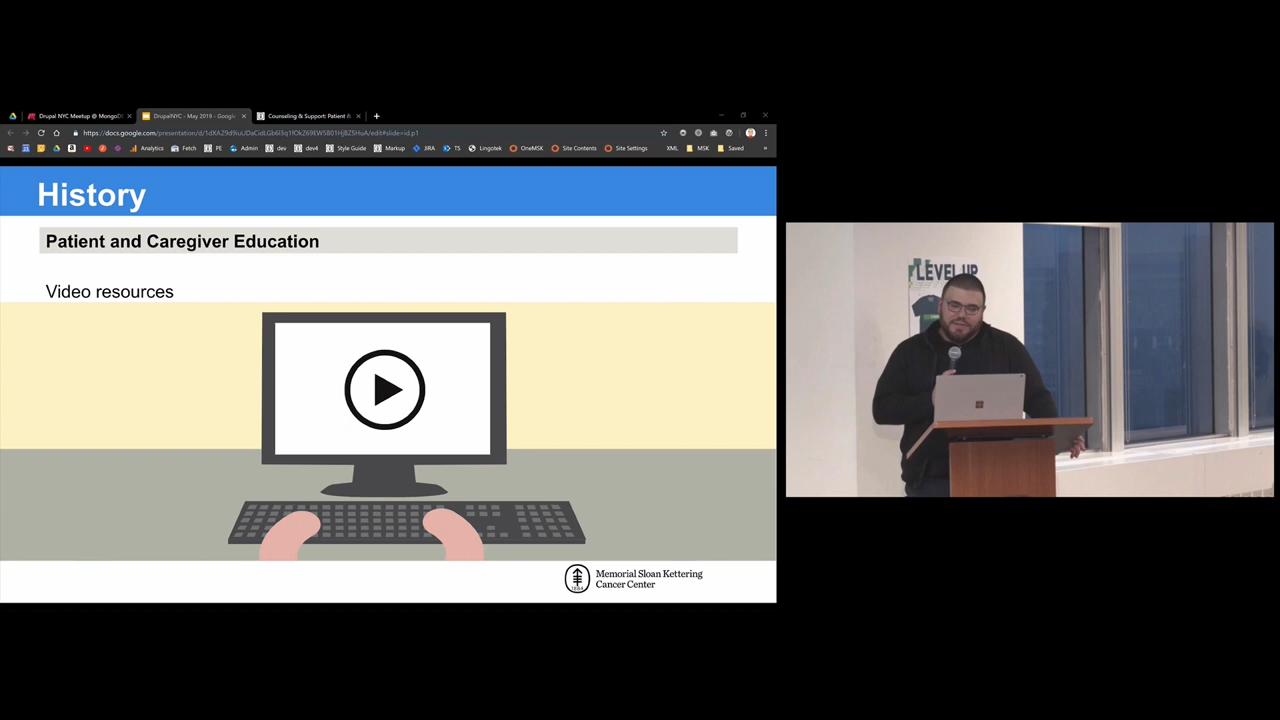 Drupal NYC Meetup @ MongoD
DrupalNYC - May 2019 - Google
Counseling & Support: Patient &
Analytics
Fetch
PE
Admin
dev
dev4
Style Guide
Markup
JIRA
TS
Lingotek
OneMSK
Site Contents
Site Settings
XML
MSK
Saved
History
Patient and Caregiver Education
Video resources
Memorial Sloan Kettering
Cancer Center
LEVEL UP